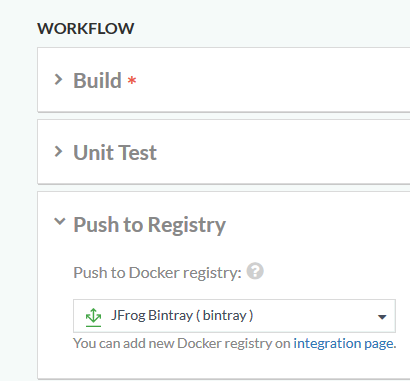 WORKFLOW
Build *
Unit Test
Push to Registry
Push to Docker registry: ?
JFrog Bintray ( bintray )
You can add new Docker registry on integration page.